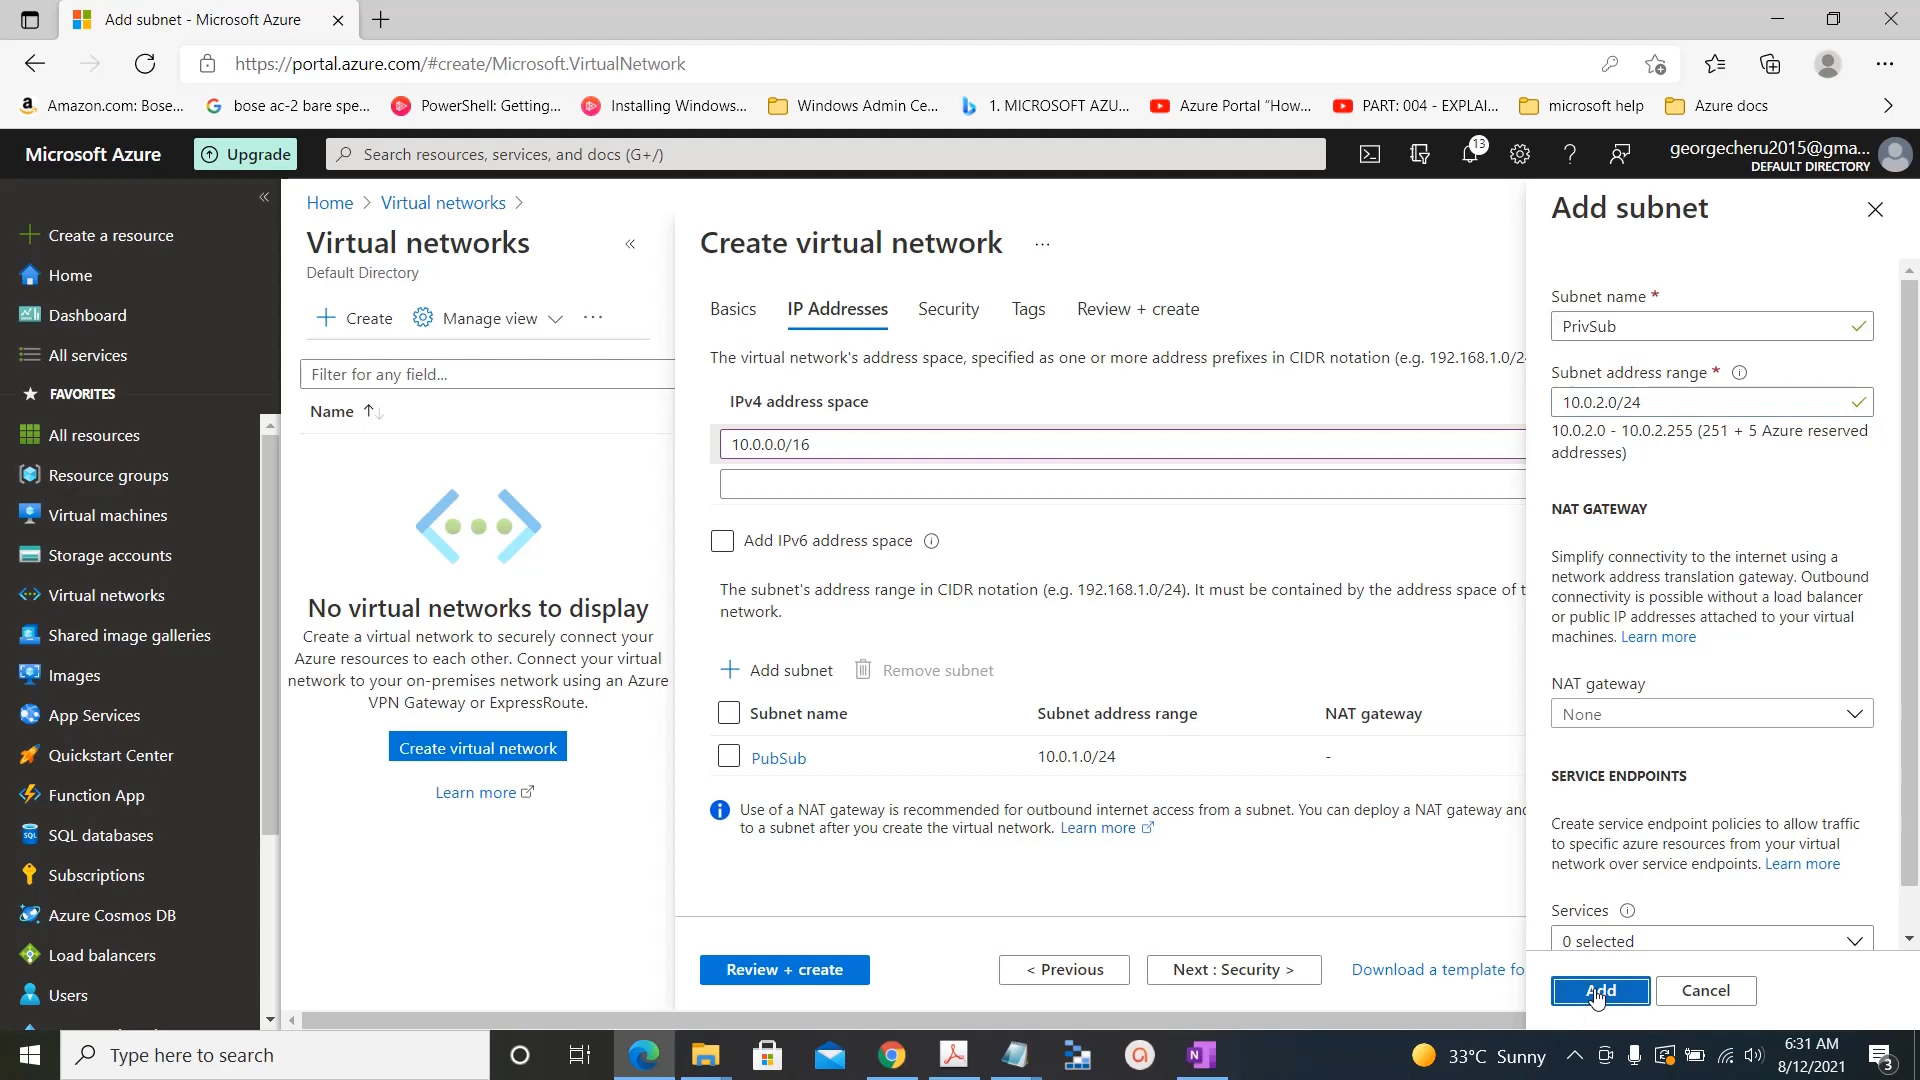 Add subnet - Microsoft Azure
https://portal.azure.com/#create/Microsoft.VirtualNetwork
Amazon.com: Bose...
bose ac-2 bare spe...
PowerShell: Getting...
Installing Windows...
Windows Admin Ce...
1. MICROSOFT AZU...
Azure Portal “How...
PART: 004 - EXPLAI...
microsoft help
Azure docs
Microsoft Azure
Upgrade
Search resources, services, and docs (G+/)
13
georgecheru2015@gma...
DEFAULT DIRECTORY
Create a resource
Home
Dashboard
All services
FAVORITES
All resources
Resource groups
Virtual machines
Storage accounts
Virtual networks
Shared image galleries
Images
App Services
Quickstart Center
Function App
SQL databases
Subscriptions
Azure Cosmos DB
Load balancers
Users
Home > Virtual networks >
Virtual networks
Default Directory
Create
Manage view
Filter for any field...
Name
No virtual networks to display
Create a virtual network to securely connect your
Azure resources to each other. Connect your virtual
network to your on-premises network using an Azure
VPN Gateway or ExpressRoute.
Create virtual network
Learn more
Create virtual network
...
Basics
IP Addresses
Security
Tags
Review + create
The virtual network's address space, specified as one or more address prefixes in CIDR notation (e.g. 192.168.1.0/24
IPv4 address space
10.0.0.0/16
Add IPv6 address space
The subnet's address range in CIDR notation (e.g. 192.168.1.0/24). It must be contained by the address space of t
network.
Add subnet
Remove subnet
Subnet name
Subnet address range
NAT gateway
PubSub
10.0.1.0/24
-
Use of a NAT gateway is recommended for outbound internet access from a subnet. You can deploy a NAT gateway and
to a subnet after you create the virtual network. Learn more
Review + create
< Previous
Next : Security >
Download a template fo
Add subnet
Subnet name *
PrivSub
Subnet address range *
10.0.2.0/24
10.0.2.0 - 10.0.2.255 (251 + 5 Azure reserved
addresses)
NAT GATEWAY
Simplify connectivity to the internet using a
network address translation gateway. Outbound
connectivity is possible without a load balancer
or public IP addresses attached to your virtual
machines. Learn more
NAT gateway
None
SERVICE ENDPOINTS
Create service endpoint policies to allow traffic
to specific azure resources from your virtual
network over service endpoints. Learn more
Services
0 selected
Add
Cancel
Type here to search
33°C Sunny
6:31 AM
8/12/2021
3